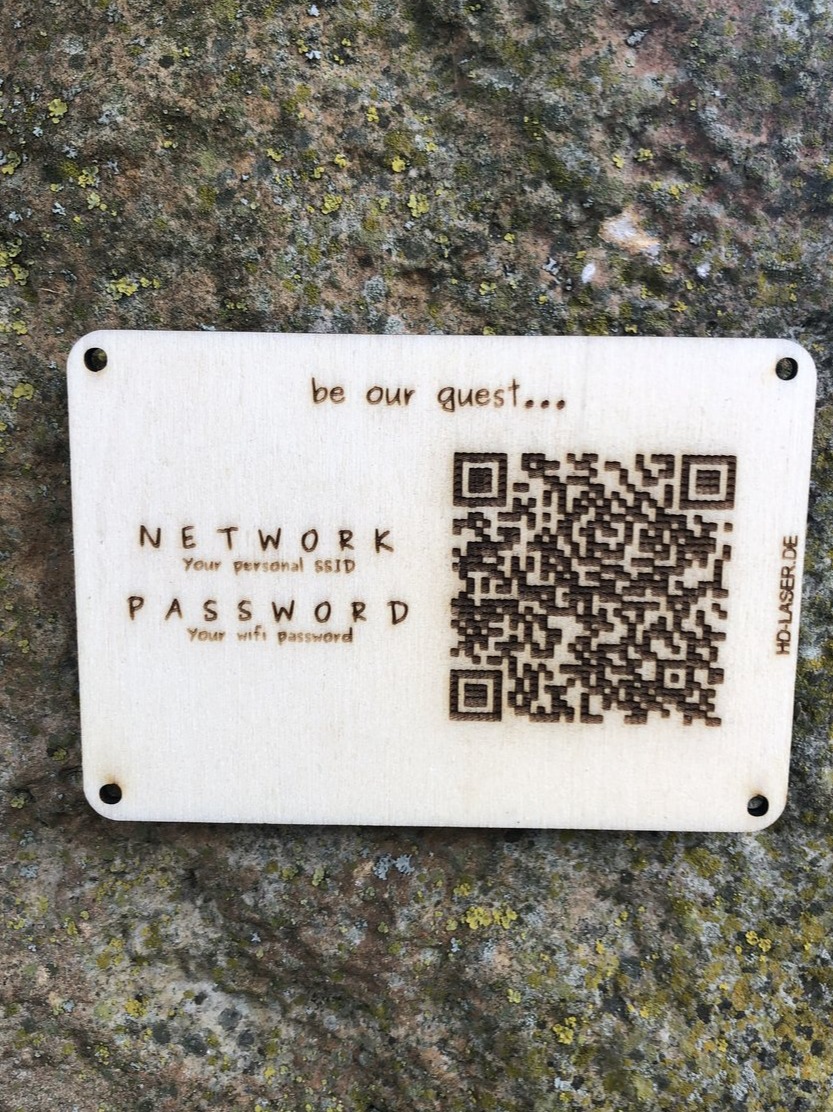 be our guest...
NETWORK
Your personal SSID
PASSWORD
Your wifi password
HD-LASER.DE